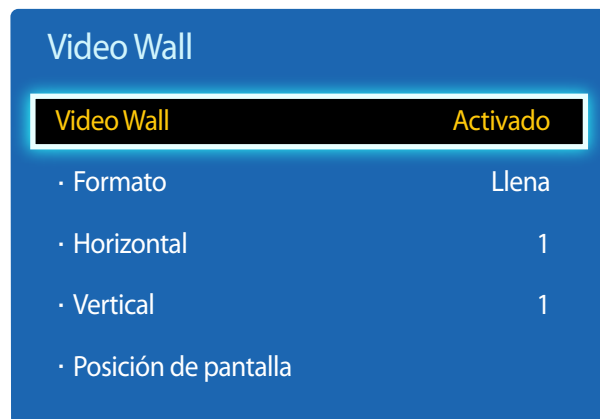 Video Wall
Video Wall Activado
· Formato Llena
· Horizontal 1
· Vertical 1
· Posición de pantalla